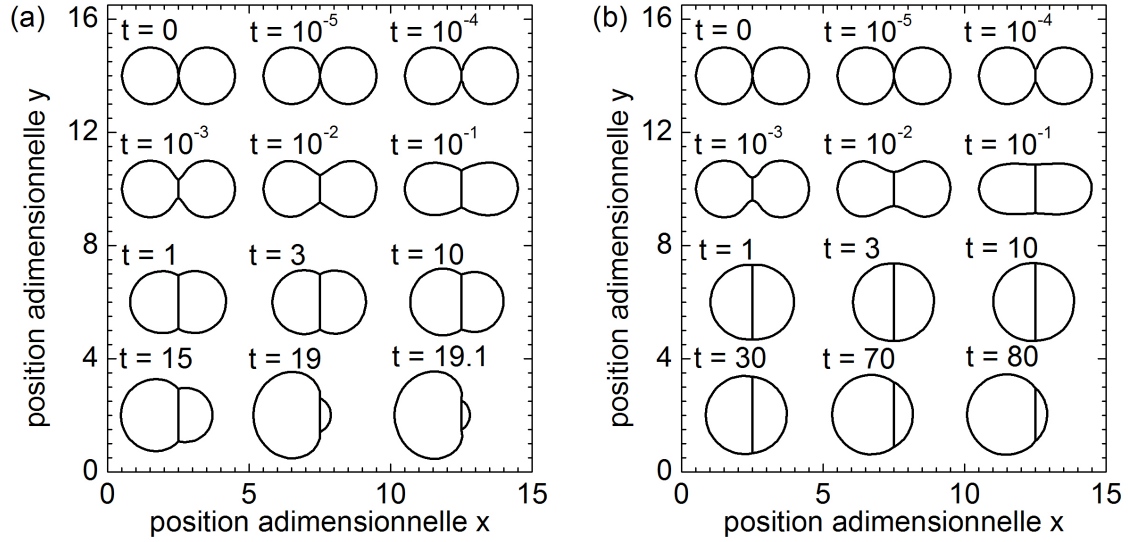 (a)
16
t = 0 t = 10⁻⁵ t = 10⁻⁴
12
t = 10⁻³ t = 10⁻² t = 10⁻¹
8
t = 1 t = 3 t = 10
4
t = 15 t = 19 t = 19.1
0
0 5 10 15
position adimensionnelle x
position adimensionnelle y
(b)
16
t = 0 t = 10⁻⁵ t = 10⁻⁴
12
t = 10⁻³ t = 10⁻² t = 10⁻¹
8
t = 1 t = 3 t = 10
4
t = 30 t = 70 t = 80
0
0 5 10 15
position adimensionnelle x
position adimensionnelle y